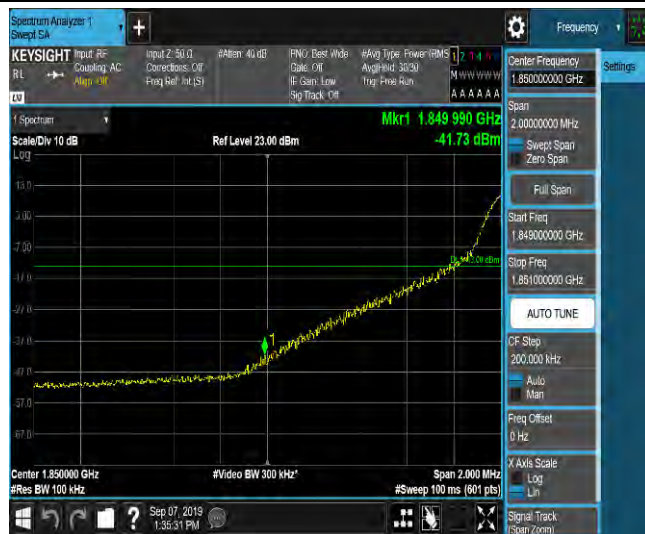 Spectrum Analyzer 1
Swept SA
+
Frequency
KEYSIGHT
RL
Input: RF
Coupling: AC
Align: Off
Input Z: 50 Ω
Corrections: Off
Freq Ref: Int (S)
#Atten: 40 dB
PNO: Best Wide
Gate: Off
IF Gain: Low
Sig Track: Off
#Avg Type: Power (RMS
Avg|Hold: 30/30
Trig: Free Run
M W W W W W
A A A A A A
1 Spectrum
Scale/Div 10 dB
Log
Ref Level 23.00 dBm
Mkr1 1.849 990 GHz
-41.73 dBm
13.0
3.00
-7.00
-17.0
-27.0
-37.0
-47.0
-57.0
-67.0
1
Center 1.850000 GHz
#Res BW 100 kHz
#Video BW 300 kHz*
Span 2.000 MHz
#Sweep 100 ms (601 pts)
Sep 07, 2019
1:35:31 PM
Center Frequency
1.850000000 GHz
Settings
Span
2.00000000 MHz
Swept Span
Zero Span
Full Span
Start Freq
1.849000000 GHz
Stop Freq
1.851000000 GHz
AUTO TUNE
CF Step
200.000 kHz
Auto
Man
Freq Offset
0 Hz
X Axis Scale
Log
Lin
Signal Track
(Span Zoom)